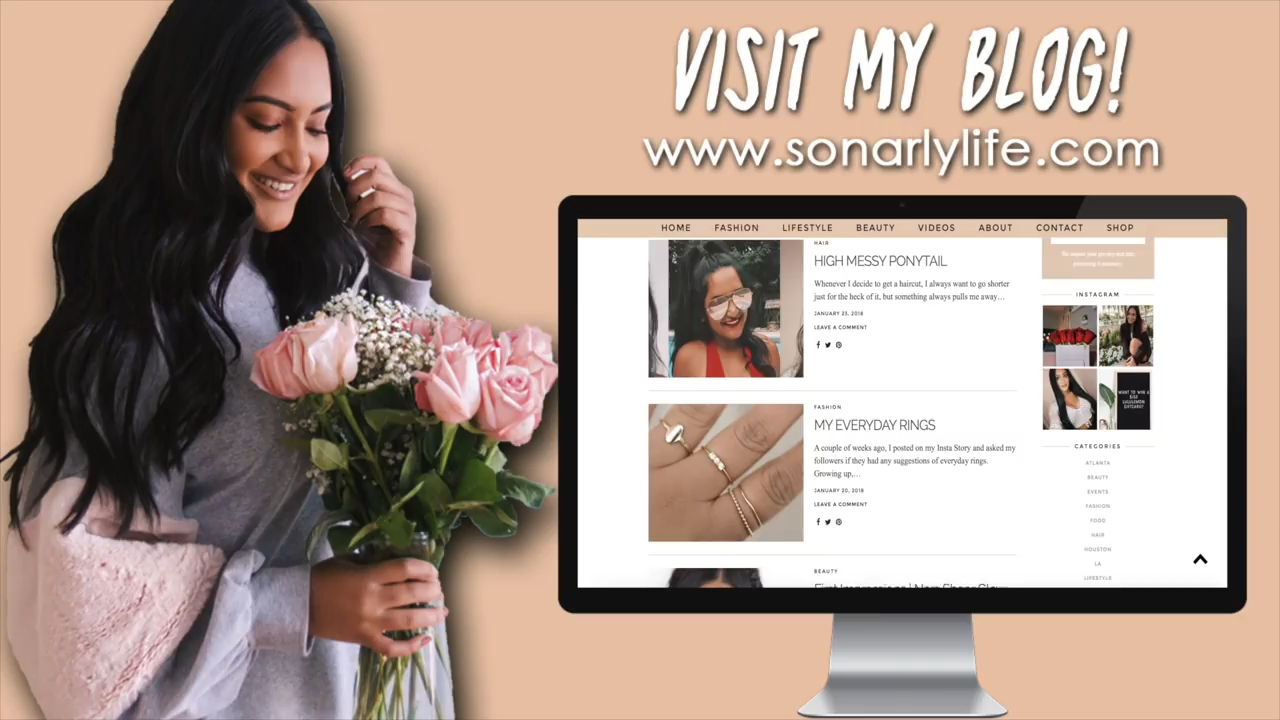 VISIT MY BLOG!
www.sonarlylife.com
HOME FASHION LIFESTYLE BEAUTY VIDEOS ABOUT CONTACT SHOP
HAIR
HIGH MESSY PONYTAIL
Whenever I decide to get a haircut, I always want to go shorter
just for the heck of it, but something always pulls me away…
JANUARY 23, 2018
LEAVE A COMMENT
FASHION
MY EVERYDAY RINGS
A couple of weeks ago, I posted on my Insta Story and asked my
followers if they had any suggestions of everyday rings.
Growing up,…
JANUARY 20, 2018
LEAVE A COMMENT
BEAUTY
INSTAGRAM
WANT TO WIN A
CATEGORIES
ATLANTA
BEAUTY
EVENTS
FASHION
FOOD
HAIR
HOUSTON
LA
LIFESTYLE